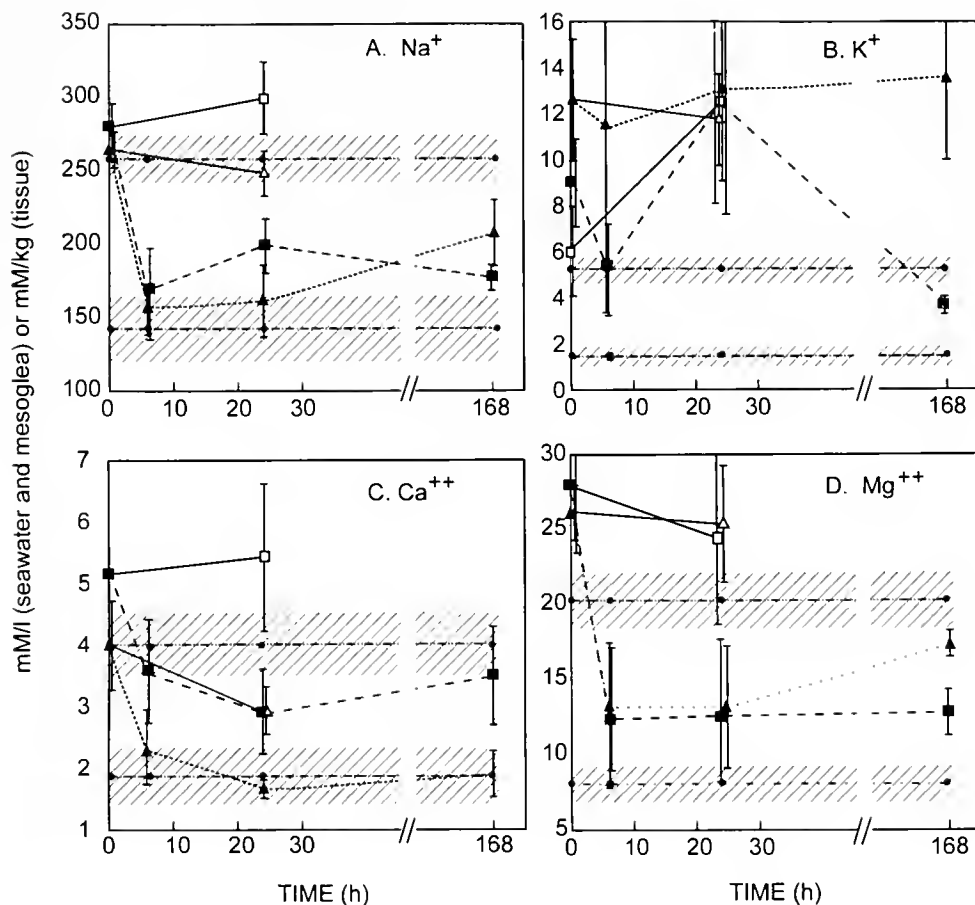 mM/l (seawater and mesoglea) or mM/kg (tissue)
A. Na+
350
300
250
200
150
100
0 10 20 30 // 168
B. K+
16
14
12
10
8
6
4
2
0
0 10 20 30 // 168
C. Ca++
7
6
5
4
3
2
1
0 10 20 30 // 168
TIME (h)
D. Mg++
30
25
20
15
10
5
0 10 20 30 // 168
TIME (h)